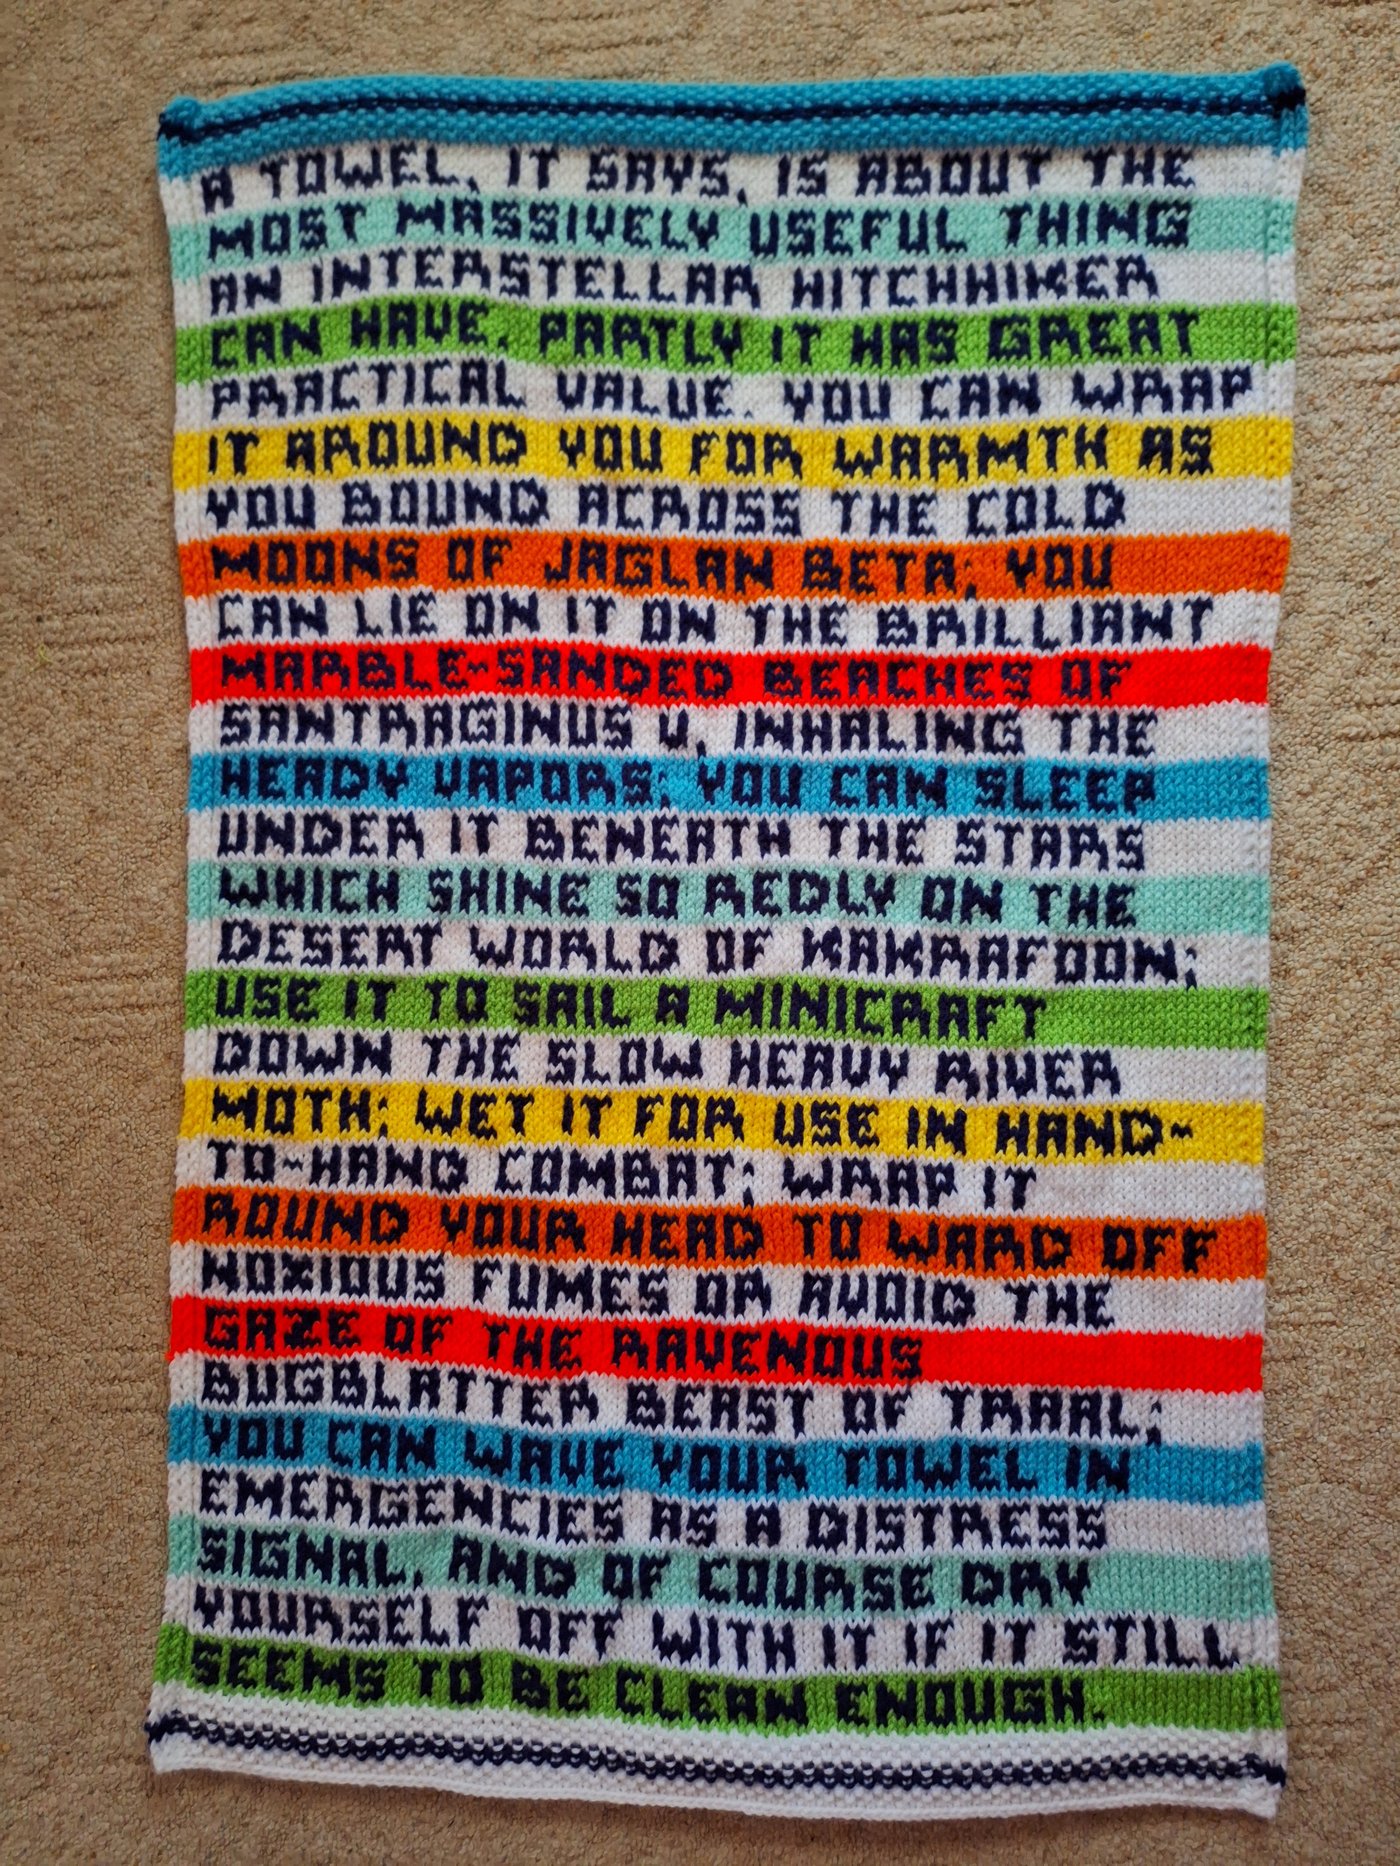 A TOWEL, IT SAYS, IS ABOUT THE
MOST MASSIVELY USEFUL THING
AN INTERSTELLAR HITCHHIKER
CAN HAVE. PARTLY IT HAS GREAT
PRACTICAL VALUE. YOU CAN WRAP
IT AROUND YOU FOR WARMTH AS
YOU BOUND ACROSS THE COLD
MOONS OF JAGLAN BETA; YOU
CAN LIE ON IT ON THE BRILLIANT
MARBLE-SANDED BEACHES OF
SANTRAGINUS V, INHALING THE
HEADY VAPORS; YOU CAN SLEEP
UNDER IT BENEATH THE STARS
WHICH SHINE SO REDLY ON THE
DESERT WORLD OF KAKRAFOON;
USE IT TO SAIL A MINICRAFT
DOWN THE SLOW HEAVY RIVER
MOTH; WET IT FOR USE IN HAND-
TO-HAND COMBAT; WRAP IT
ROUND YOUR HEAD TO WARD OFF
NOXIOUS FUMES OR AVOID THE
GAZE OF THE RAVENOUS
BUGBLATTER BEAST OF TRAAL;
YOU CAN WAVE YOUR TOWEL IN
EMERGENCIES AS A DISTRESS
SIGNAL, AND OF COURSE DRY
YOURSELF OFF WITH IT IF IT STILL
SEEMS TO BE CLEAN ENOUGH.